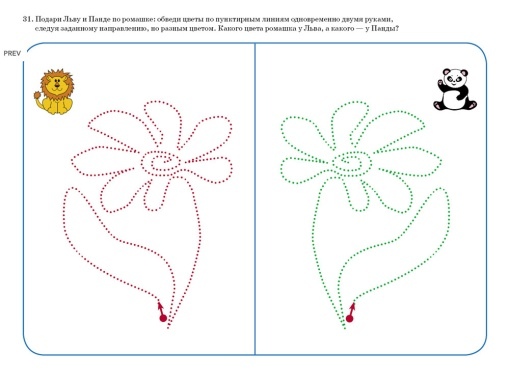 31. Подари Льву и Панде по ромашке: обведи цветы по пунктирным линиям одновременно двумя руками,
следуя заданному направлению, но разным цветом. Какого цвета ромашка у Льва, а какого — у Панды?
PREV